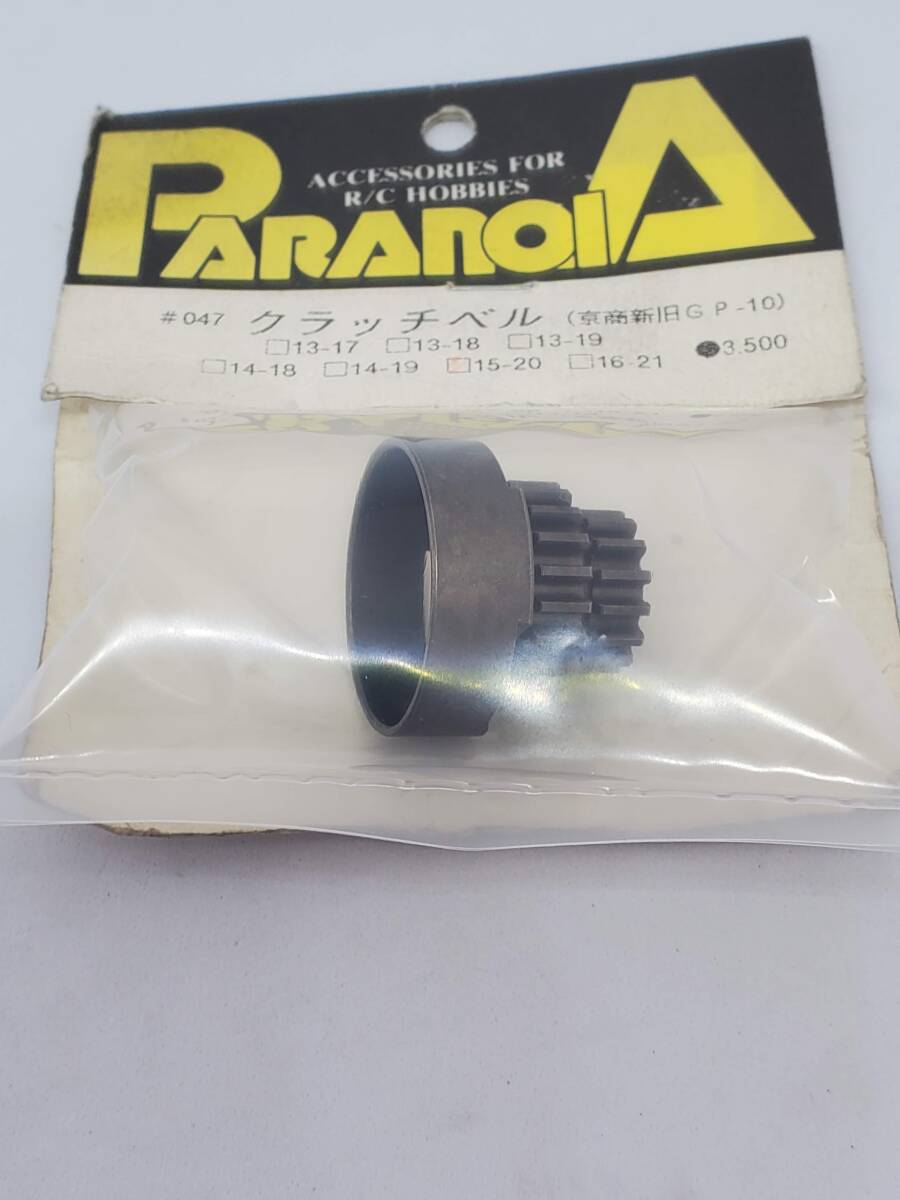 ACCESSORIES FOR
R/C HOBBIES
PARANOIA
#047 クラッチベル (京商新旧GP-10)
□13-17 □13-18 □13-19
□14-18 □14-19 □15-20 □16-21 ●3.500